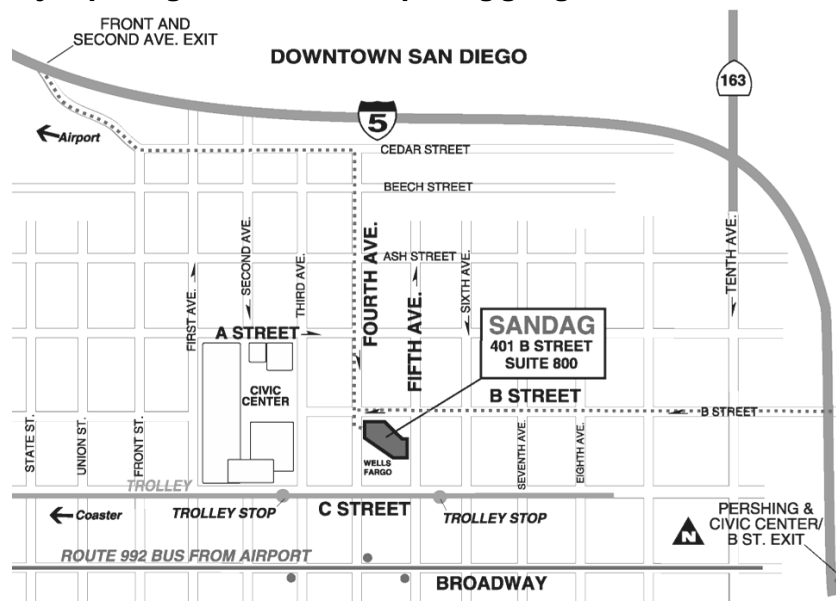 FRONT AND
SECOND AVE. EXIT
DOWNTOWN SAN DIEGO
163
5
Airport
CEDAR STREET
BEECH STREET
ASH STREET
FIRST AVE.
SECOND AVE.
THIRD AVE.
FOURTH AVE.
FIFTH AVE.
SIXTH AVE.
TENTH AVE.
A STREET
SANDAG
401 B STREET
SUITE 800
CIVIC
CENTER
B STREET
B STREET
STATE ST.
UNION ST.
FRONT ST.
WELLS
FARGO
SEVENTH AVE.
EIGHTH AVE.
TROLLEY
Coaster
TROLLEY STOP
C STREET
TROLLEY STOP
PERSHING &
CIVIC CENTER/
B ST. EXIT
N
ROUTE 992 BUS FROM AIRPORT
BROADWAY